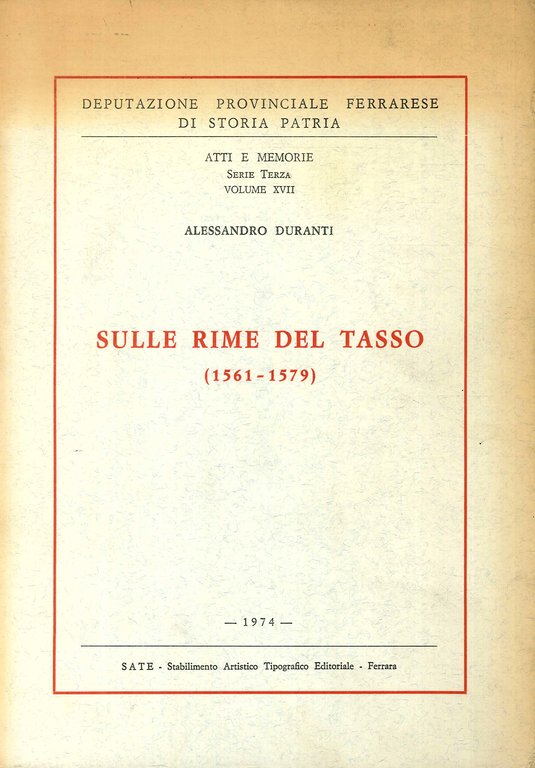 DEPUTAZIONE PROVINCIALE FERRARESE
DI STORIA PATRIA
ATTI E MEMORIE
SERIE TERZA
VOLUME XVII
ALESSANDRO DURANTI
SULLE RIME DEL TASSO
(1561-1579)
— 1974 —
SATE - Stabilimento Artistico Tipografico Editoriale - Ferrara